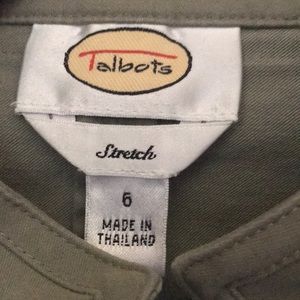 Talbots
Stretch
6
MADE IN
THAILAND